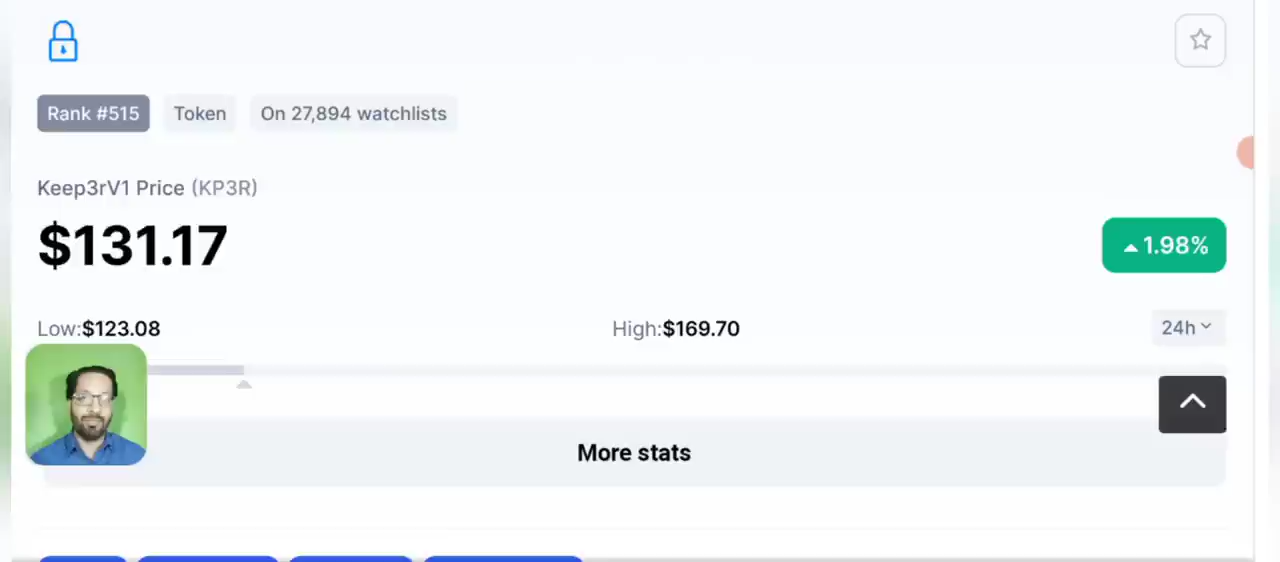 Rank #515 Token On 27,894 watchlists
Keep3rV1 Price (KP3R)
$131.17 1.98%
Low:$123.08 High:$169.70 24h
More stats